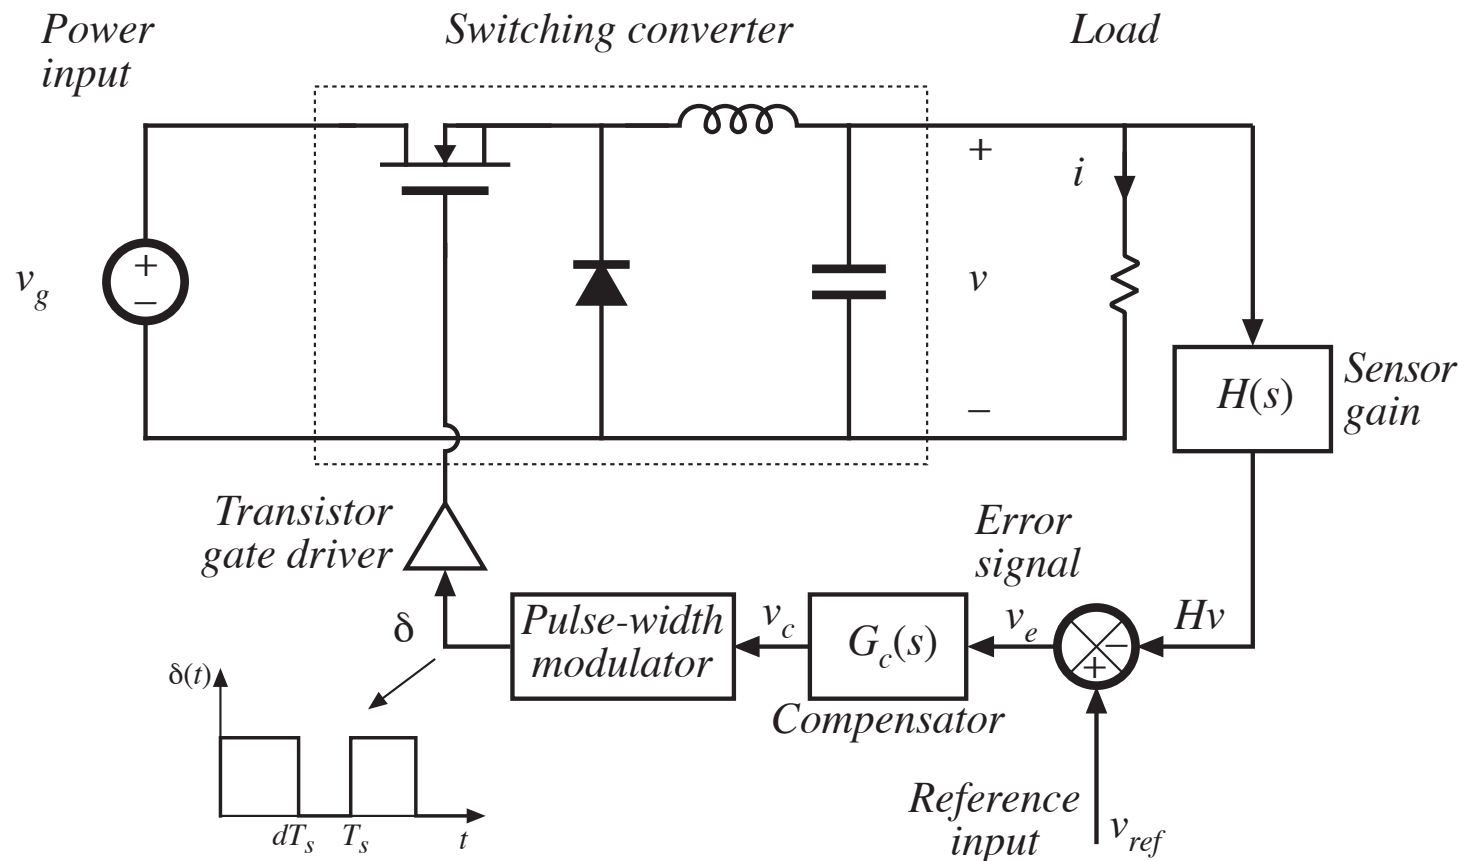 Power
input
Switching converter
Load
+
i
v_g
+
–
v
–
H(s)
Sensor
gain
Transistor
gate driver
Error
signal
δ
Pulse-width
modulator
v_c
G_c(s)
v_e
–
+
Hv
Compensator
δ(t)
dT_s
T_s
t
Reference
input
v_ref